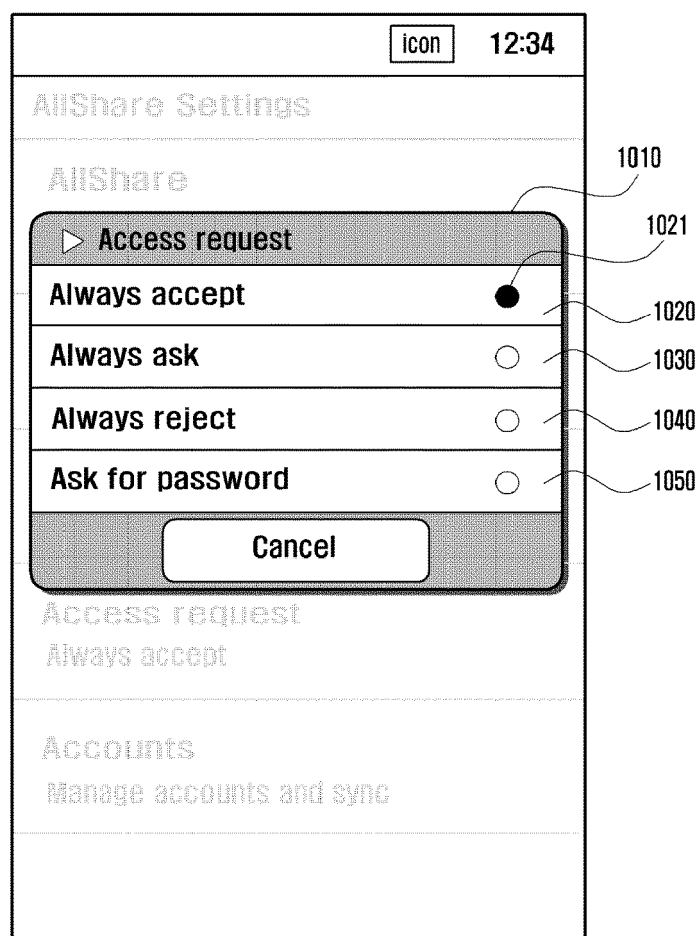 icon 12:34
AllShare Settings
AllShare
1010
Access request
1021
Always accept
1020
Always ask
1030
Always reject
1040
Ask for password
1050
Cancel
Access request
Always accept
Accounts
Manage accounts and sync